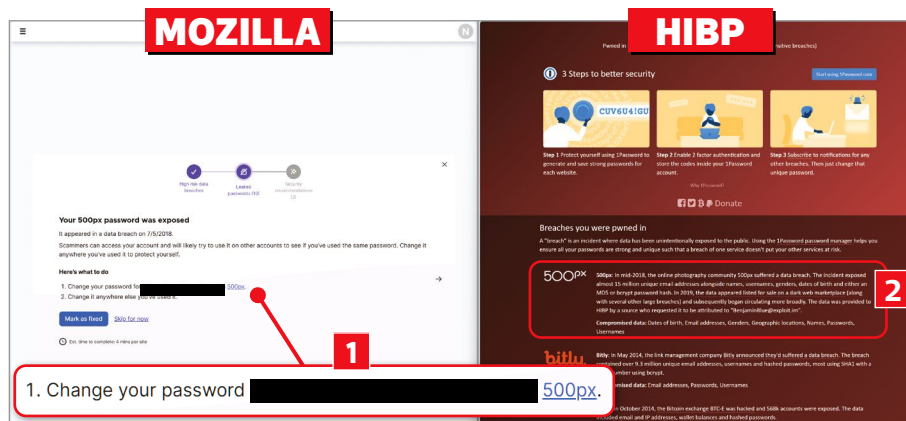 MOZILLA
N
High risk data
breaches
Leaked
passwords (10)
Security
recommendations
Your 500px password was exposed
It appeared in a data breach on 7/5/2018.
Scammers can access your account and will likely try to use it on other accounts to see if you've used the same password. Change it
anywhere you've used it to protect yourself.
Here's what to do
1. Change your password for 500px.
2. Change it anywhere else you've used it.
Mark as fixed Skip for now
Est. time to complete: 4 mins per site
1
1. Change your password 500px.
HIBP
Pwned in sensitive breaches)
3 Steps to better security
Start using 1Password.com
CUV6U4!GU
Step 1 Protect yourself using 1Password to
generate and save strong passwords for
each website.
Step 2 Enable 2 factor authentication and
store the codes inside your 1Password
account.
Step 3 Subscribe to notifications for any
other breaches. Then just change that
unique password.
Why 1Password?
Donate
Breaches you were pwned in
A "breach" is an incident where data has been unintentionally exposed to the public. Using the 1Password password manager helps you
ensure all your passwords are strong and unique such that a breach of one service doesn't put your other services at risk.
500px
500px: In mid-2018, the online photography community 500px suffered a data breach. The incident exposed
almost 15 million unique email addresses alongside names, usernames, genders, dates of birth and either an
MD5 or bcrypt password hash. In 2019, the data appeared listed for sale on a dark web marketplace (along
with several other large breaches) and subsequently began circulating more broadly. The data was provided to
HIBP by a source who requested it to be attributed to "BenjaminBlue@exploit.im".
Compromised data: Dates of birth, Email addresses, Genders, Geographic locations, Names, Passwords,
Usernames
2
bitly
Bitly: In May 2014, the link management company Bitly announced they'd suffered a data breach. The breach
contained over 9.3 million unique email addresses, usernames and hashed passwords, most using SHA1 with a
number using bcrypt.
data: Email addresses, Passwords, Usernames
October 2014, the Bitcoin exchange BTC-E was hacked and 568k accounts were exposed. The data
included email and IP addresses, wallet balances and hashed passwords.